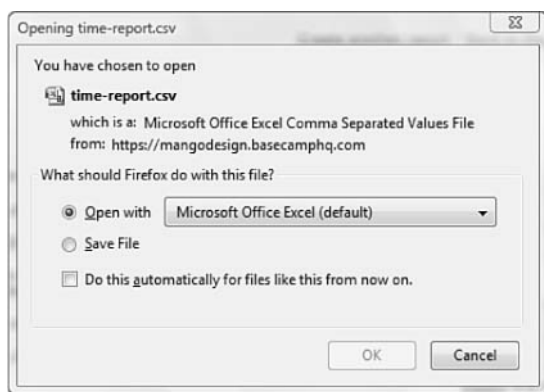 Opening time-report.csv
You have chosen to open
time-report.csv
which is a: Microsoft Office Excel Comma Separated Values File
from: https://mangodesign.basecamphq.com
What should Firefox do with this file?
Open with Microsoft Office Excel (default)
Save File
Do this automatically for files like this from now on.
OK Cancel